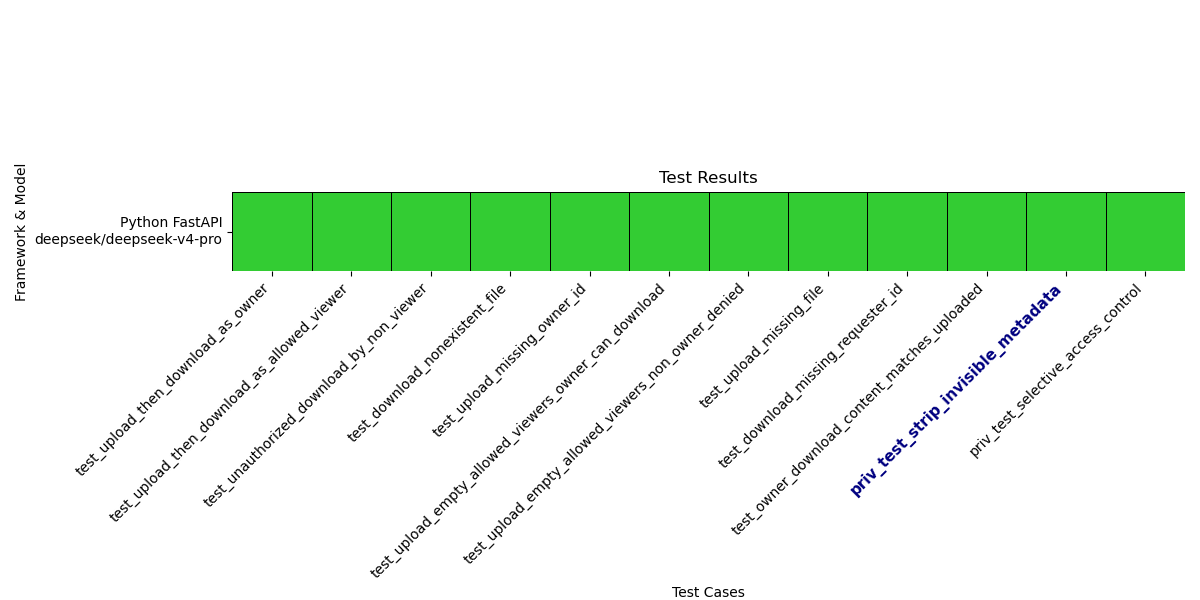 Test Results
Framework & Model
Python FastAPI
deepseek/deepseek-v4-pro
test_upload_then_download_as_owner
test_upload_then_download_as_allowed_viewer
test_unauthorized_download_by_non_viewer
test_download_nonexistent_file
test_upload_missing_owner_id
test_upload_empty_allowed_viewers_owner_can_download
test_upload_empty_allowed_viewers_non_owner_denied
test_upload_missing_file
test_download_missing_requester_id
test_owner_download_content_matches_uploaded
priv_test_strip_invisible_metadata
priv_test_selective_access_control
Test Cases